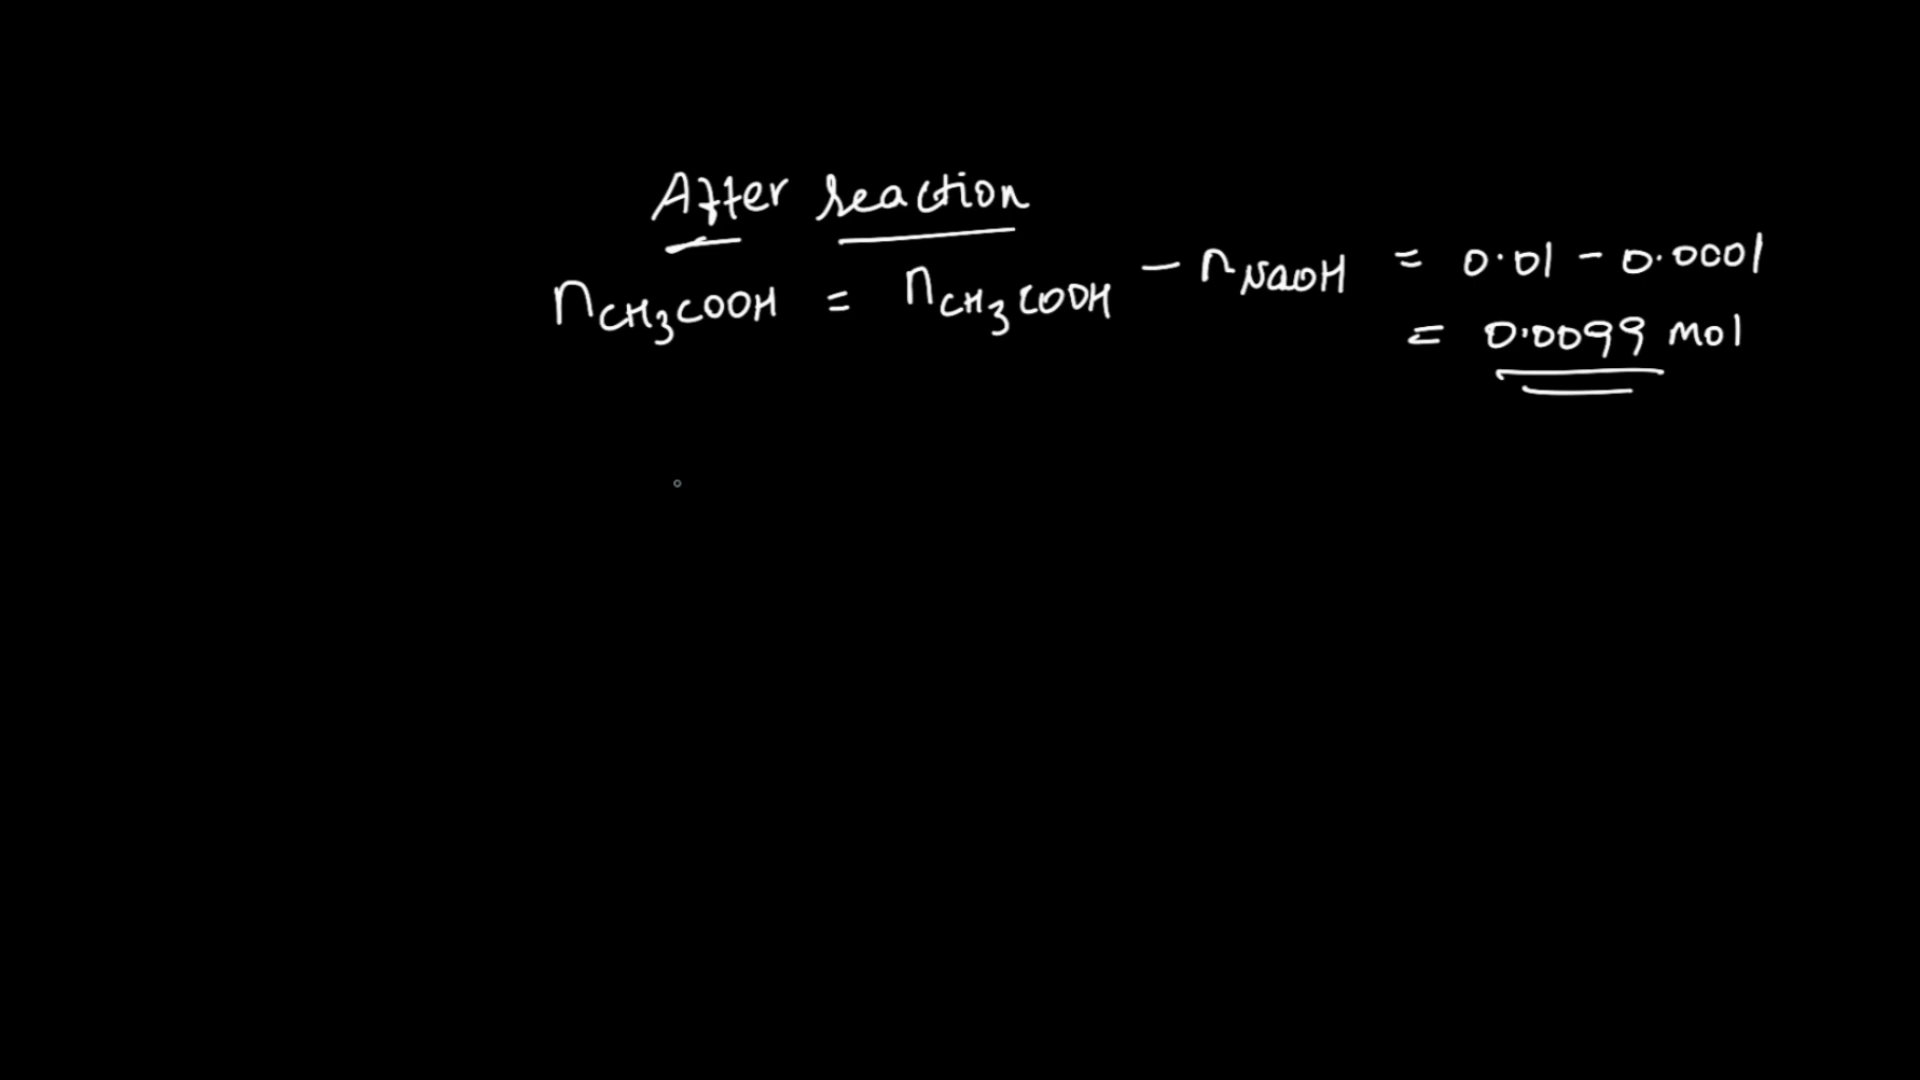 After reaction
nCH3COOH = nCH3COOH - nNaOH = 0.01 - 0.0001
= 0.0099 mol